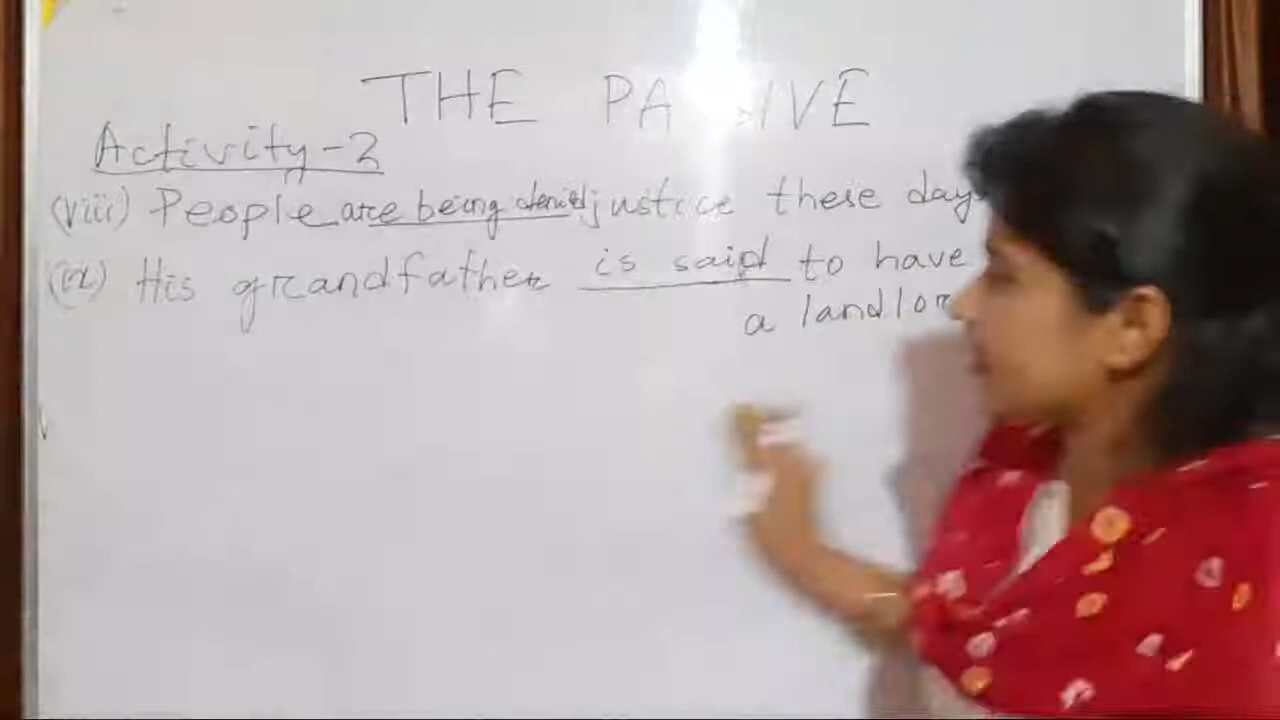 THE PA IVE
Activity-2
(viii) People are being denied justice these days
(ix) His grandfather is said to have
a landlor